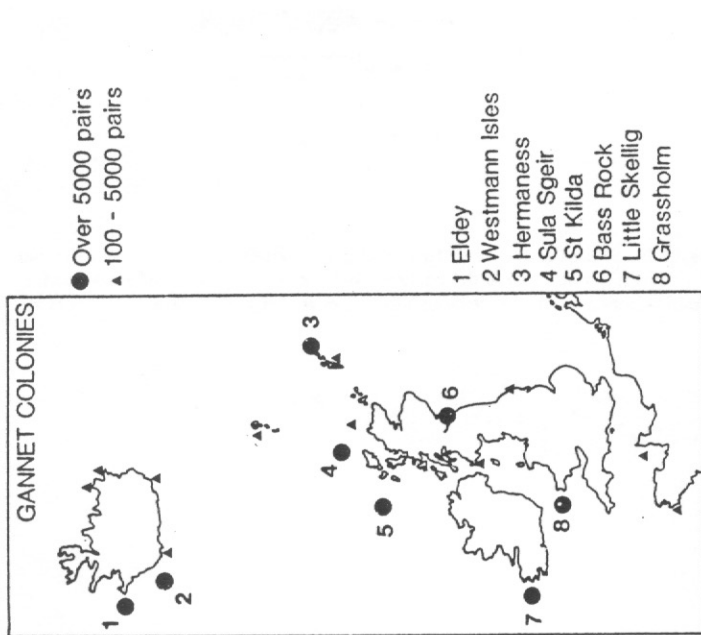 GANNET COLONIES
● Over 5000 pairs
▲ 100 - 5000 pairs
1 Eldey
2 Westmann Isles
3 Hermaness
4 Sula Sgeir
5 St Kilda
6 Bass Rock
7 Little Skellig
8 Grassholm
1
2
3
4
5
6
7
8